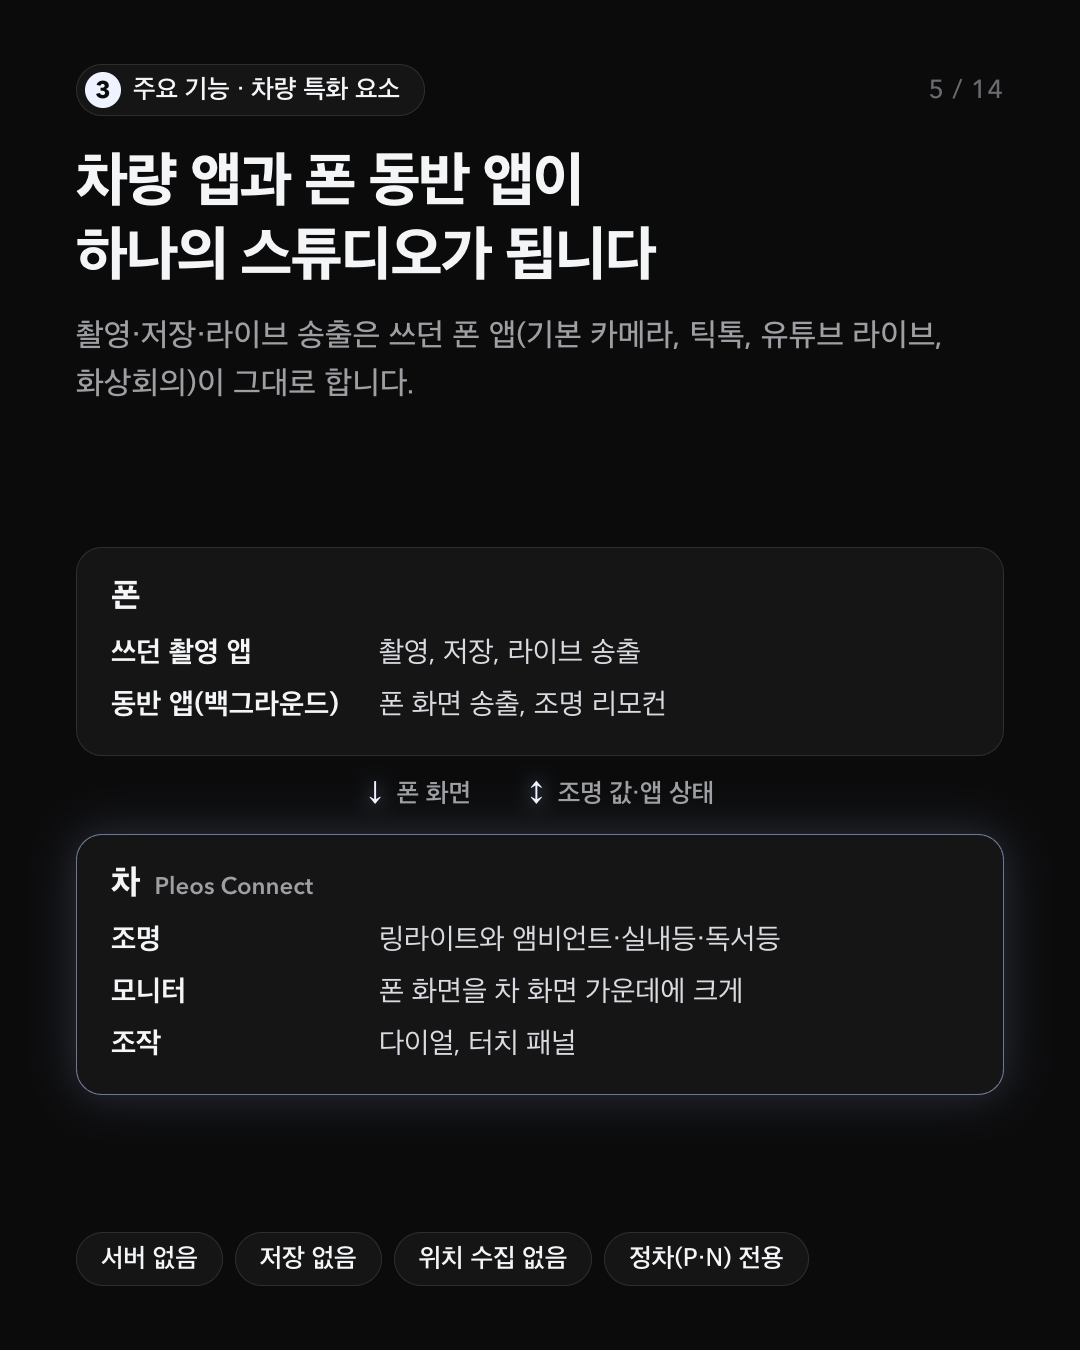 3 주요 기능 · 차량 특화 요소
5 / 14
차량 앱과 폰 동반 앱이
하나의 스튜디오가 됩니다
촬영·저장·라이브 송출은 쓰던 폰 앱(기본 카메라, 틱톡, 유튜브 라이브,
화상회의)이 그대로 합니다.
폰
쓰던 촬영 앱 촬영, 저장, 라이브 송출
동반 앱(백그라운드) 폰 화면 송출, 조명 리모컨
↓ 폰 화면 ↕ 조명 값·앱 상태
차 Pleos Connect
조명 링라이트와 앰비언트·실내등·독서등
모니터 폰 화면을 차 화면 가운데에 크게
조작 다이얼, 터치 패널
서버 없음 저장 없음 위치 수집 없음 정차(P·N) 전용